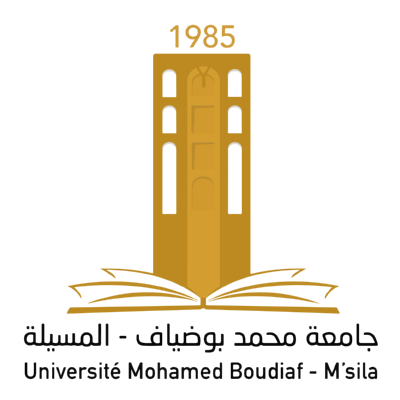 1985
جامعة محمد بوضياف - المسيلة
Université Mohamed Boudiaf - M'sila